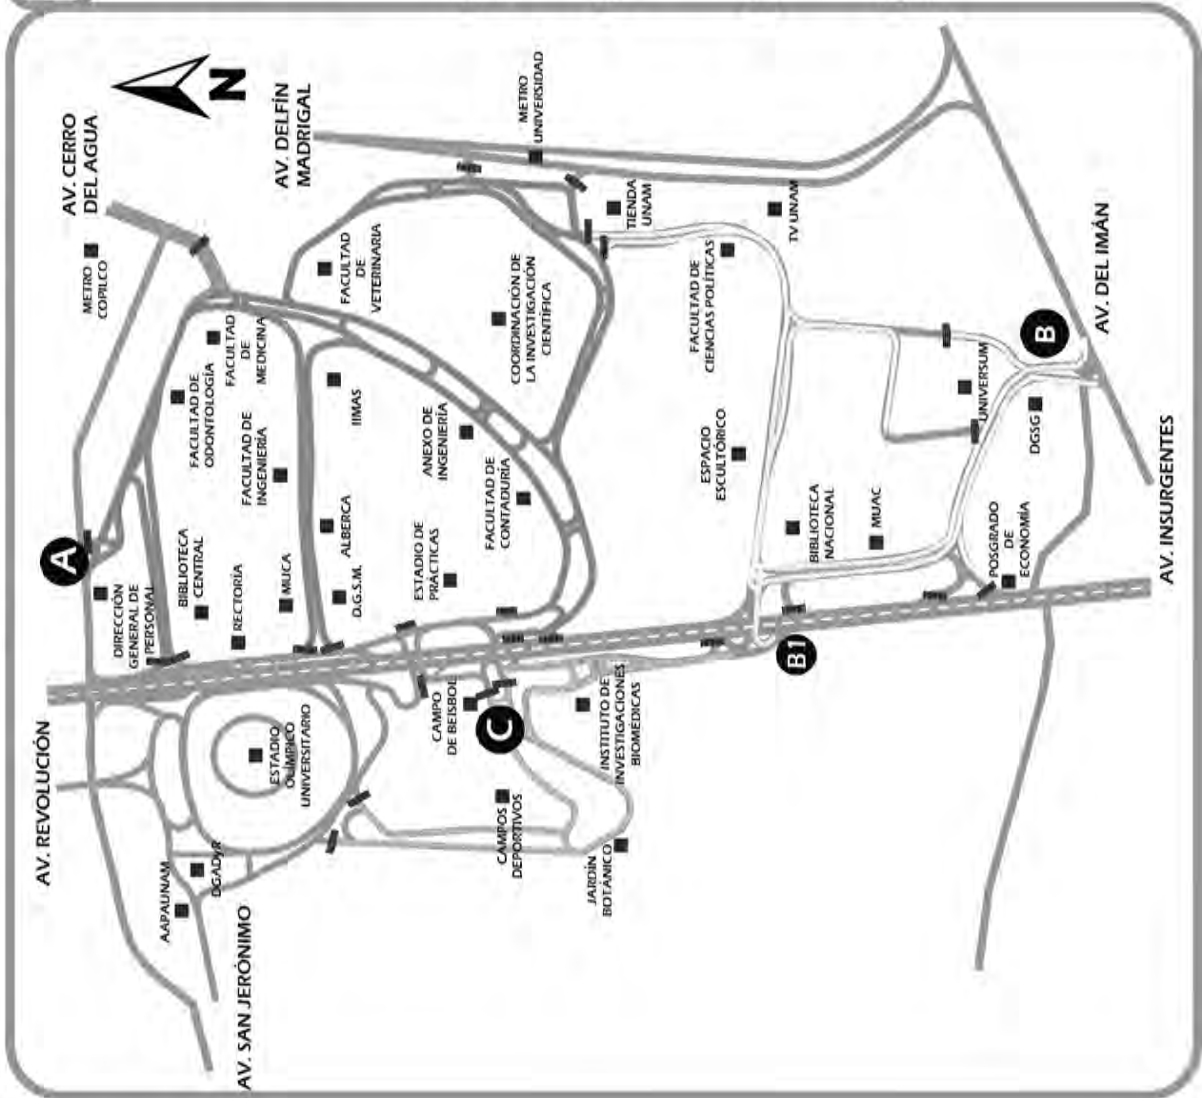 AV. CERRO
DEL AGUA
N
AV. DELFÍN
MADRIGAL
METRO
UNIVERSIDAD
METRO
COPILCO
FACULTAD
DE
VETERINARIA
TIENDA
UNAM
TV UNAM
FACULTAD DE
ODONTOLOGÍA
FACULTAD
DE
MEDICINA
COORDINACIÓN DE
LA INVESTIGACIÓN
CIENTÍFICA
FACULTAD DE
CIENCIAS POLÍTICAS
AV. DEL IMÁN
B
FACULTAD DE
INGENIERÍA
IIMAS
ANEXO DE
INGENIERÍA
UNIVERSUM
DGSG
A
ALBERCA
FACULTAD DE
CONTADURÍA
ESPACIO
ESCULTÓRICO
BIBLIOTECA
NACIONAL
MUAC
AV. INSURGENTES
DIRECCIÓN
GENERAL DE
PERSONAL
BIBLIOTECA
CENTRAL
RECTORÍA
MUCA
D.G.S.M.
ESTADIO DE
PRÁCTICAS
POSGRADO
DE
ECONOMÍA
B1
AV. REVOLUCIÓN
ESTADIO
OLÍMPICO
UNIVERSITARIO
CAMPO
DE BEISBOL
C
INSTITUTO DE
INVESTIGACIONES
BIOMÉDICAS
CAMPOS
DEPORTIVOS
JARDÍN
BOTÁNICO
AAPAUNAM
DGADyR
AV. SAN JERÓNIMO